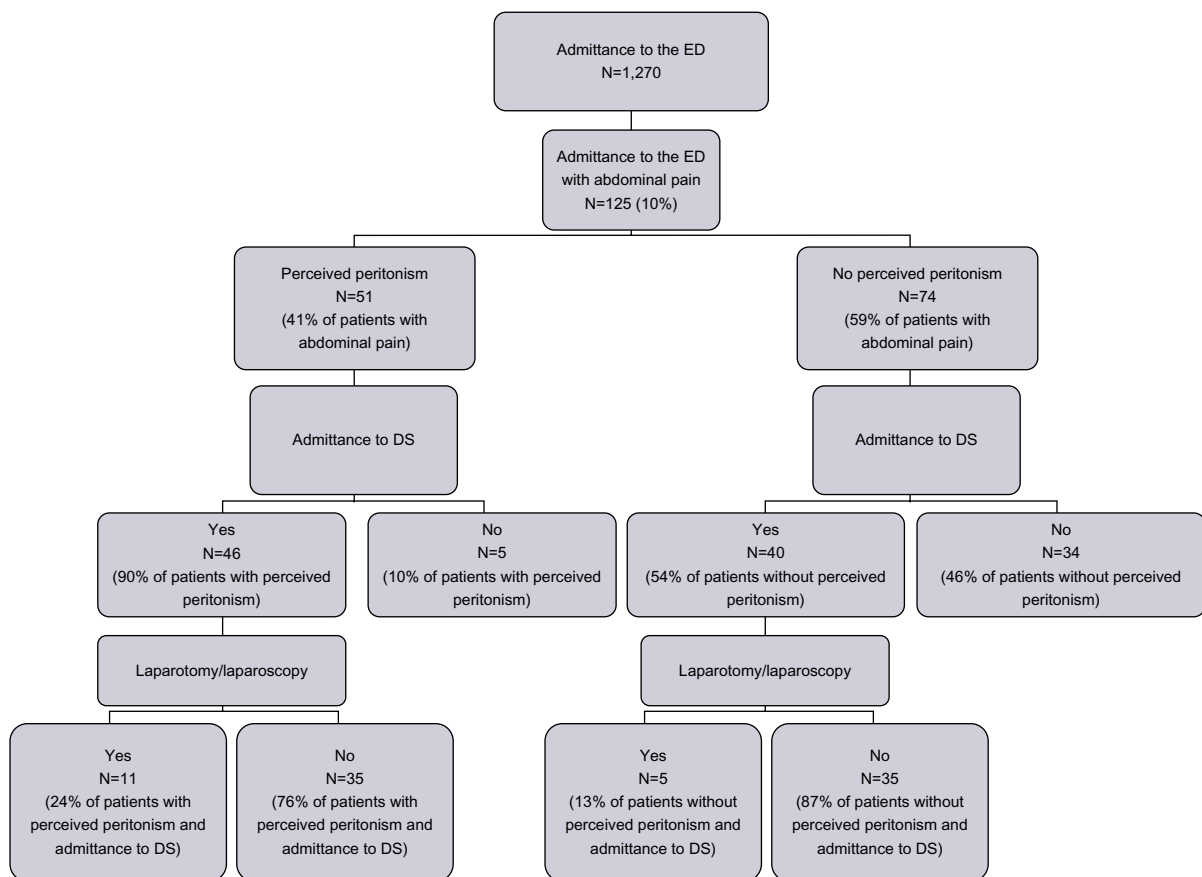 Admittance to the ED
N=1,270
Admittance to the ED
with abdominal pain
N=125 (10%)
Perceived peritonism
N=51
(41% of patients with
abdominal pain)
No perceived peritonism
N=74
(59% of patients with
abdominal pain)
Admittance to DS
Admittance to DS
Yes
N=46
(90% of patients with perceived
peritonism)
No
N=5
(10% of patients with perceived
peritonism)
Yes
N=40
(54% of patients without perceived
peritonism)
No
N=34
(46% of patients without perceived
peritonism)
Laparotomy/laparoscopy
Laparotomy/laparoscopy
Yes
N=11
(24% of patients with
perceived peritonism and
admittance to DS)
No
N=35
(76% of patients with
perceived peritonism and
admittance to DS)
Yes
N=5
(13% of patients without
perceived peritonism and
admittance to DS)
No
N=35
(87% of patients without
perceived peritonism and
admittance to DS)